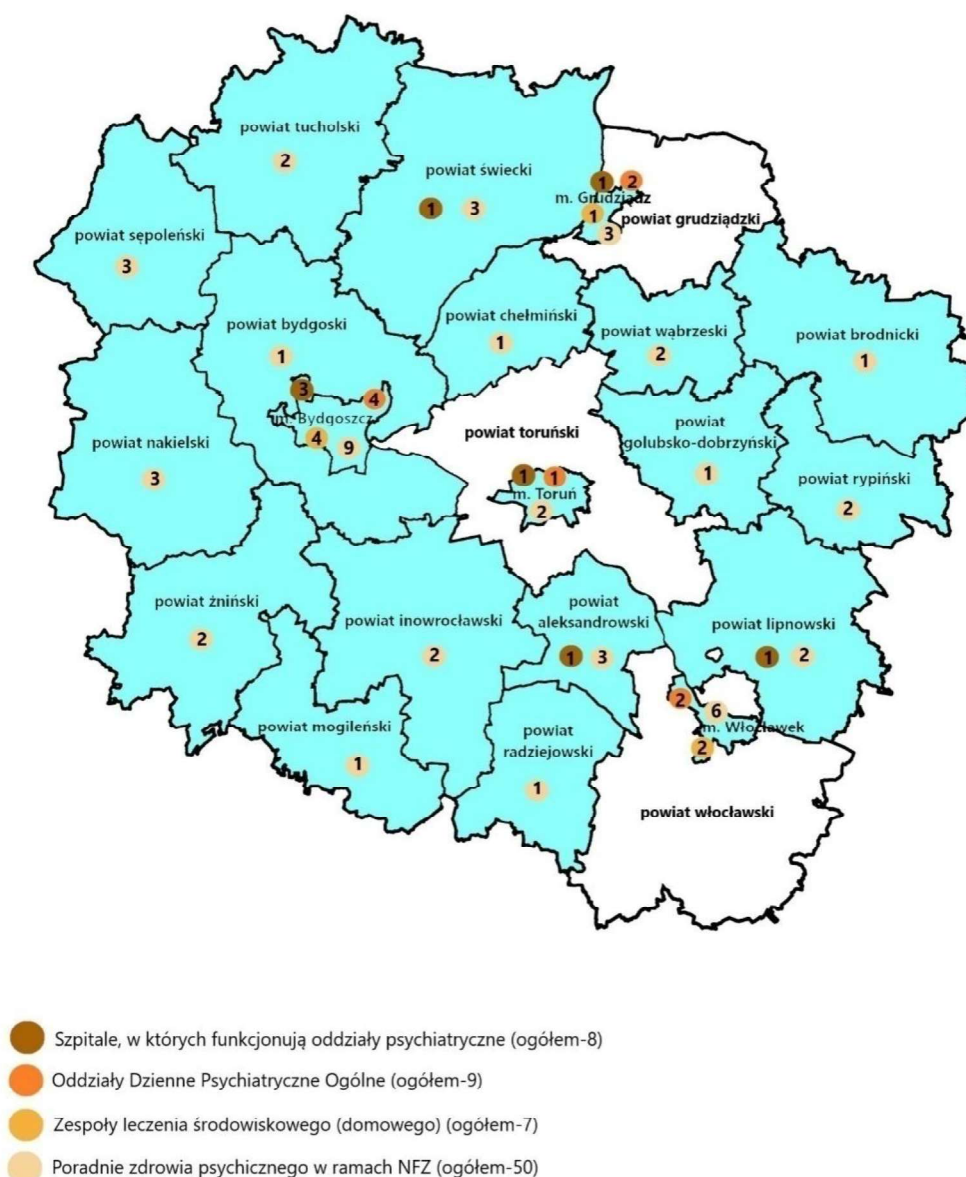 powiat tucholski
2
powiat świecki
1 3
1 2
m. Grudziądz
1
powiat grudziądzki
3
powiat sępoleński
3
powiat bydgoski
1
powiat chełmiński
1
powiat wąbrzeski
2
powiat brodnicki
1
3
4
m. Bydgoszcz
4 9
powiat nakielski
3
powiat toruński
1 1
m. Toruń
2
powiat
golubsko-dobrzyński
1
powiat rypiński
2
powiat żniński
2
powiat inowrocławski
2
powiat
aleksandrowski
1 3
powiat lipnowski
1 2
2
6
m. Włocławek
2
powiat mogileński
1
powiat
radziejowski
1
powiat włocławski
Szpitale, w których funkcjonują oddziały psychiatryczne (ogółem-8)
Oddziały Dzienne Psychiatryczne Ogólne (ogółem-9)
Zespoły leczenia środowiskowego (domowego) (ogółem-7)
Poradnie zdrowia psychicznego w ramach NFZ (ogółem-50)